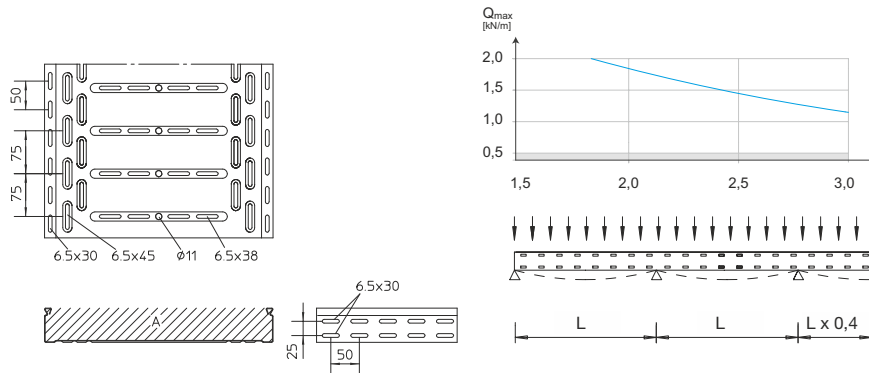 50
75
75
6.5x30
6.5x45
ø11
6.5x38
A
6.5x30
25
50
Qmax
[kN/m]
2,0
1,5
1,0
0,5
1,5
2,0
2,5
3,0
L
L
L x 0,4